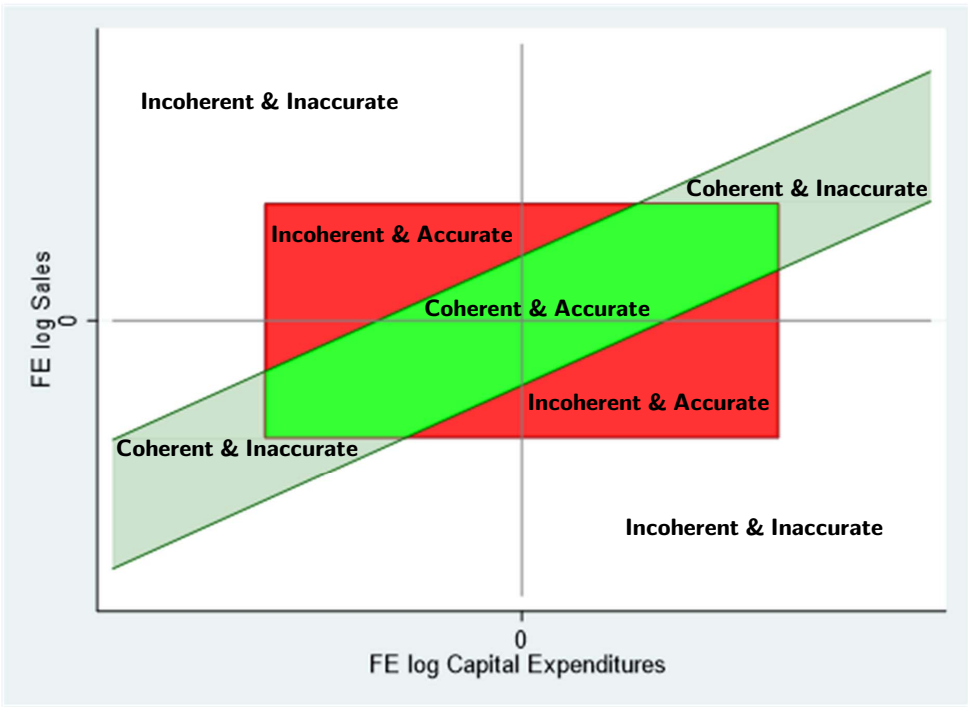 Incoherent & Inaccurate
Coherent & Inaccurate
Incoherent & Accurate
Coherent & Accurate
Incoherent & Accurate
Coherent & Inaccurate
Incoherent & Inaccurate
FE log Sales
0
0
FE log Capital Expenditures